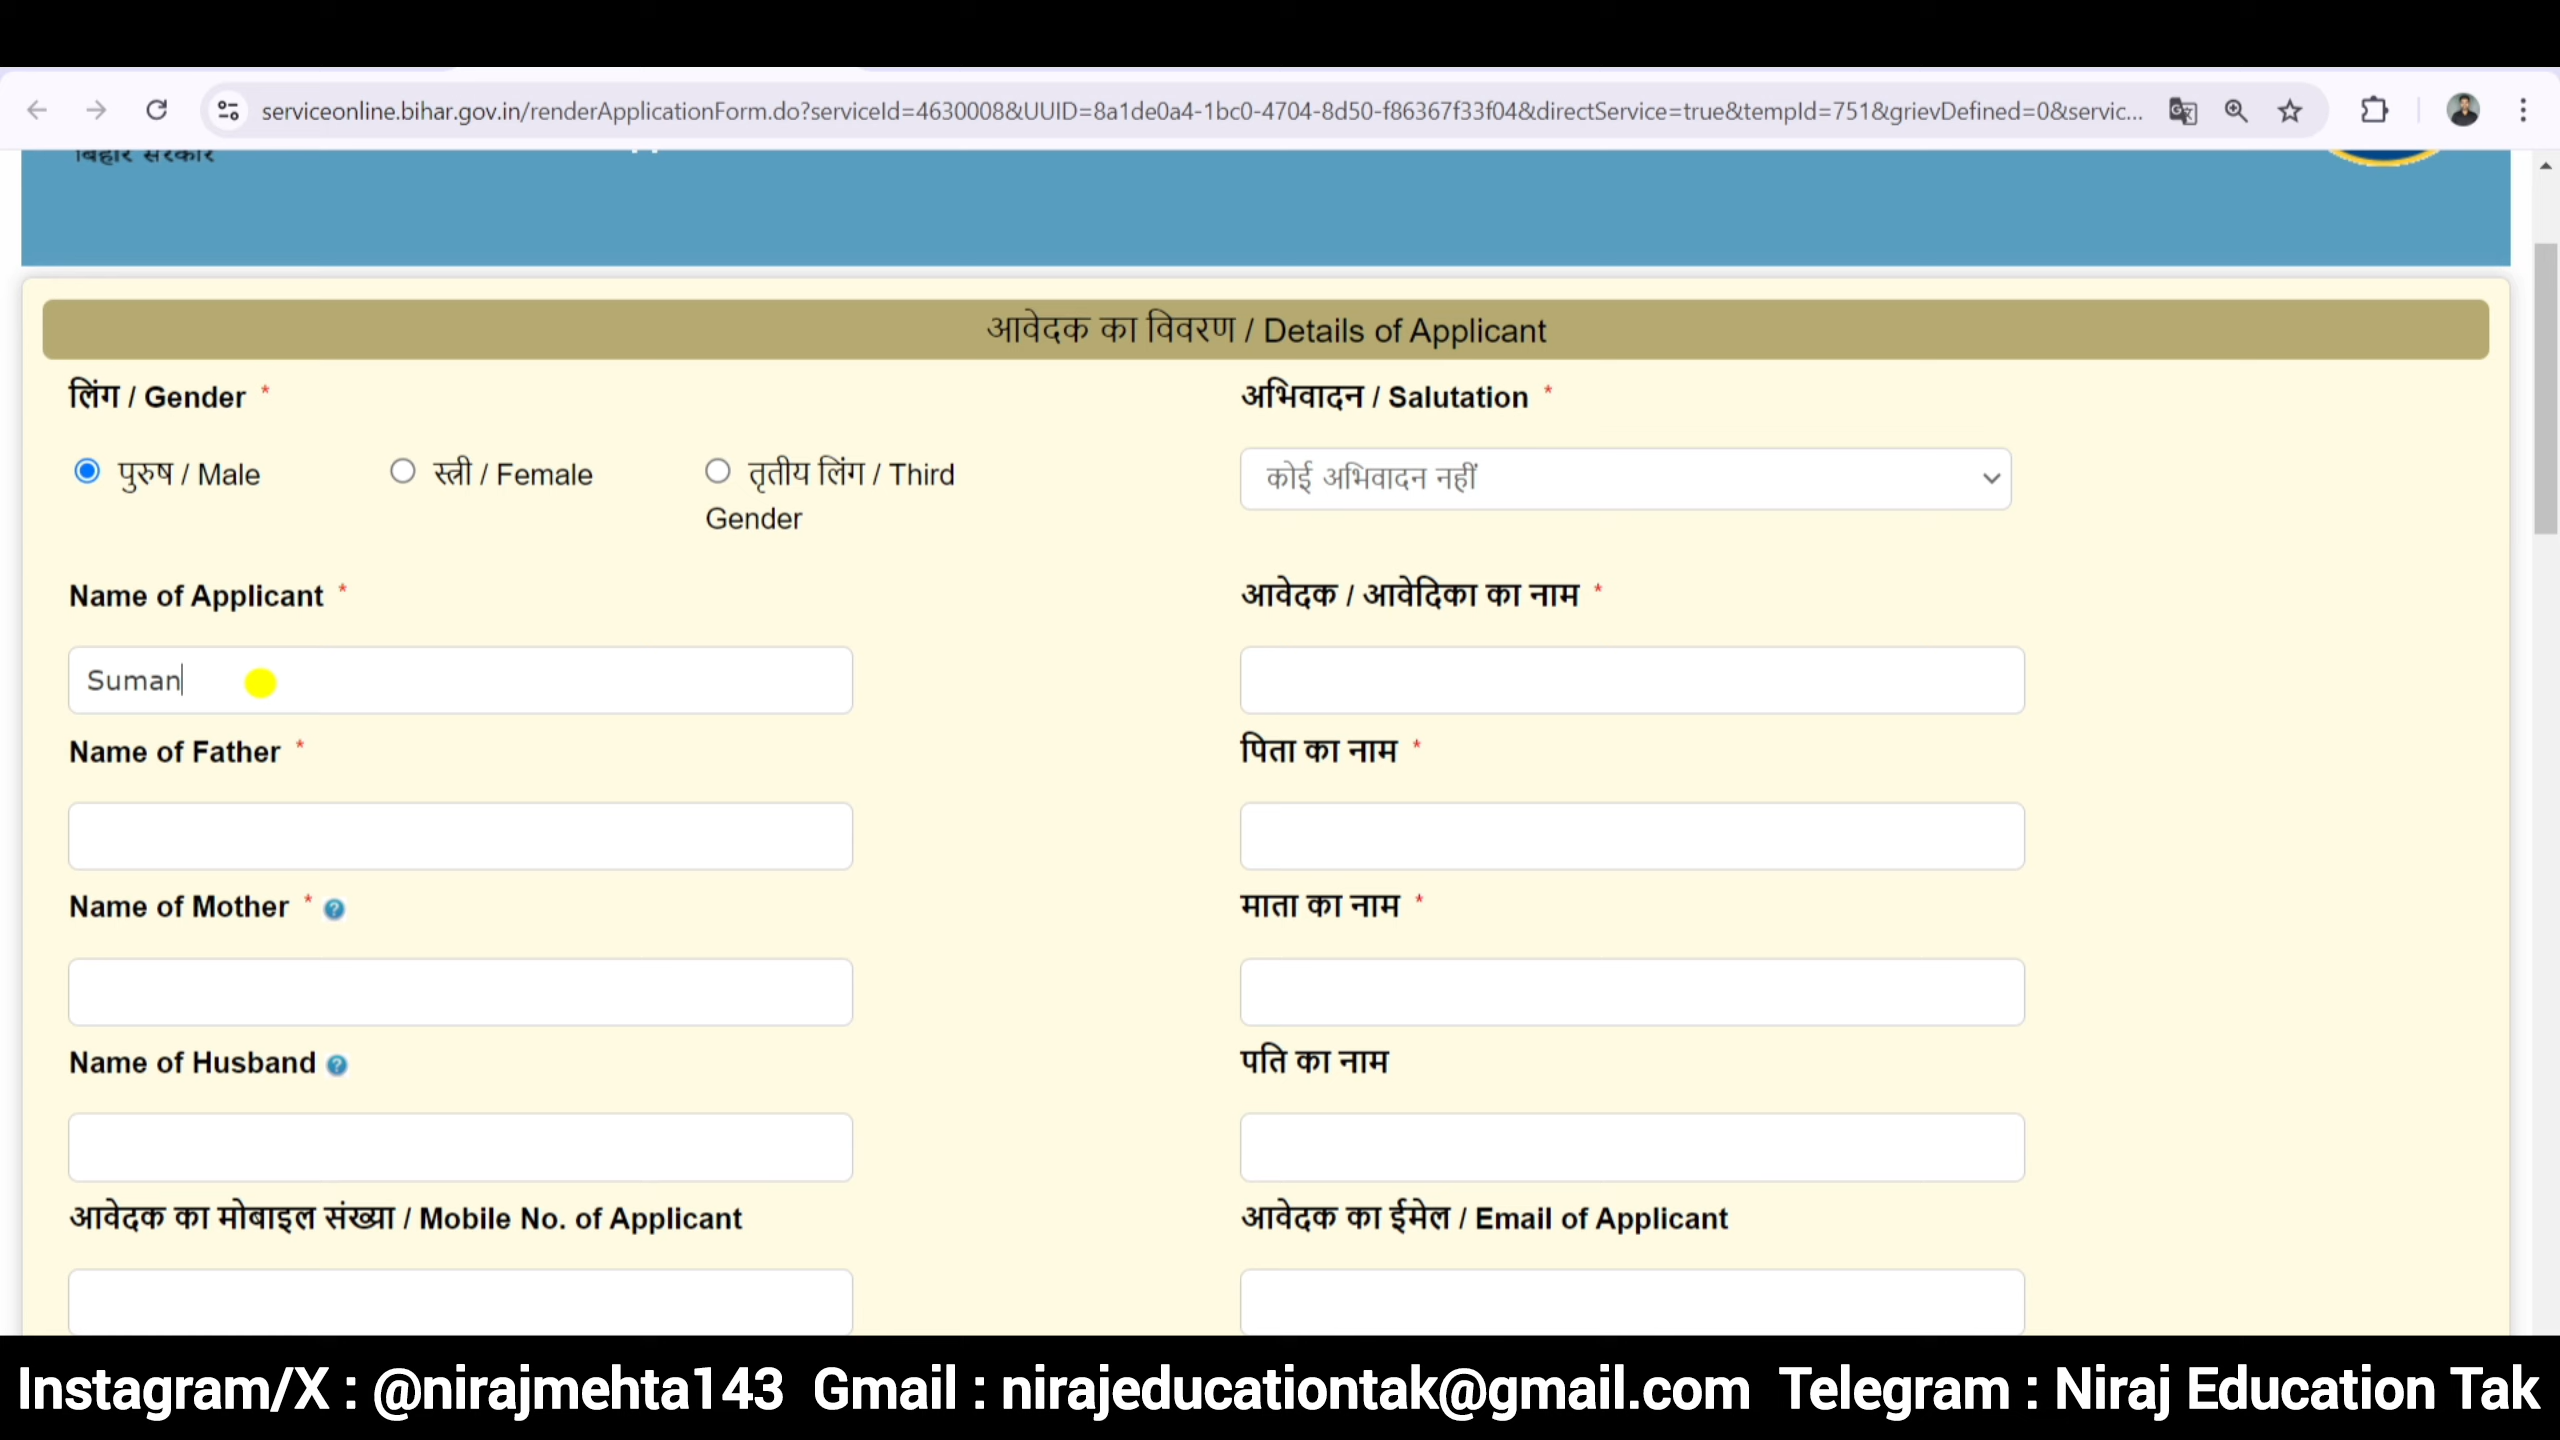 serviceonline.bihar.gov.in/renderApplicationForm.do?serviceId=4630008&UUID=8a1de0a4-1bc0-4704-8d50-f86367f33f04&directService=true&tempId=751&grievDefined=0&servic...
बिहार सरकार
आवेदक का विवरण / Details of Applicant
लिंग / Gender *
अभिवादन / Salutation *
पुरुष / Male
स्त्री / Female
तृतीय लिंग / Third
Gender
कोई अभिवादन नहीं
Name of Applicant *
आवेदक / आवेदिका का नाम *
Suman
Name of Father *
पिता का नाम *
Name of Mother * ?
माता का नाम *
Name of Husband ?
पति का नाम
आवेदक का मोबाइल संख्या / Mobile No. of Applicant
आवेदक का ईमेल / Email of Applicant
Instagram/X : @nirajmehta143 Gmail : nirajeducationtak@gmail.com Telegram : Niraj Education Tak